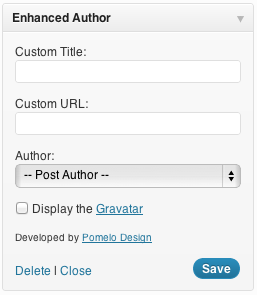 Enhanced Author
Custom Title:
Custom URL:
Author:
-- Post Author --
Display the Gravatar
Developed by Pomelo Design
Delete | Close
Save